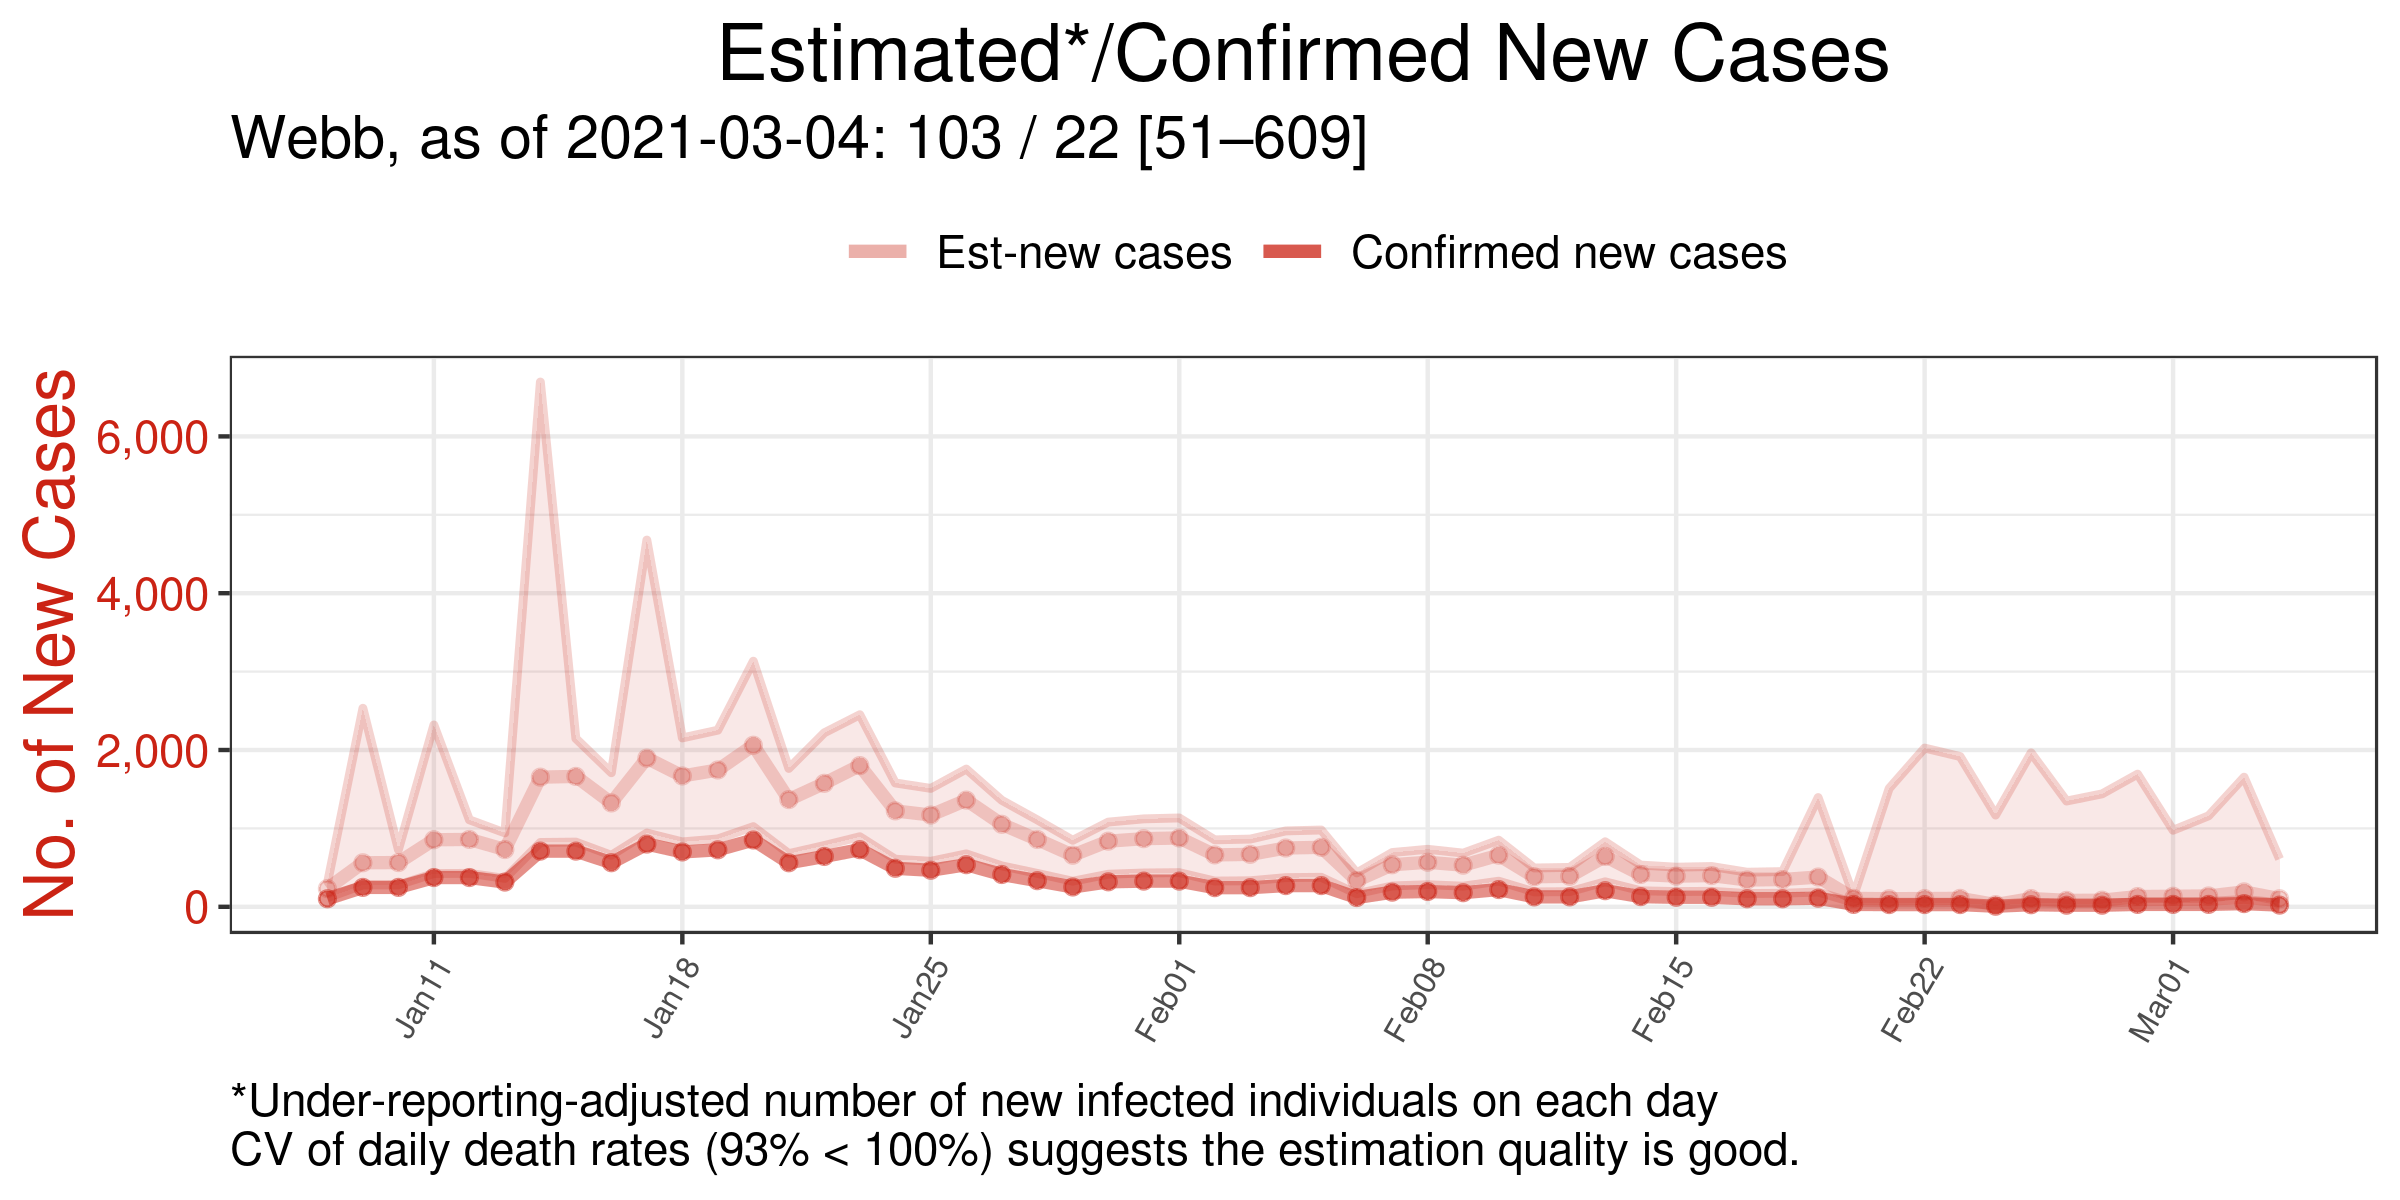 Estimated*/Confirmed New Cases
Webb, as of 2021-03-04: 103 / 22 [51–609]
Est-new cases Confirmed new cases
No. of New Cases
6,000
4,000
2,000
0
Jan11 Jan18 Jan25 Feb01 Feb08 Feb15 Feb22 Mar01
*Under-reporting-adjusted number of new infected individuals on each day
CV of daily death rates (93% < 100%) suggests the estimation quality is good.